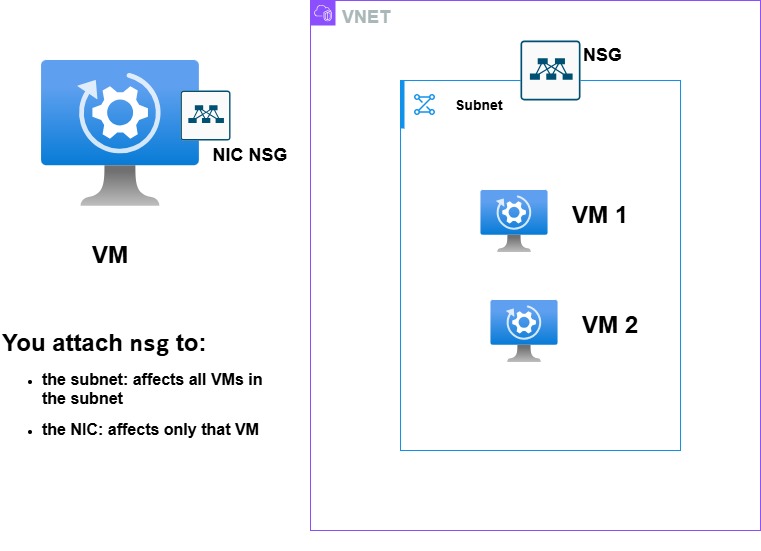 VNET
NSG
Subnet
NIC NSG
VM 1
VM
VM 2
You attach nsg to:
• the subnet: affects all VMs in
the subnet
• the NIC: affects only that VM